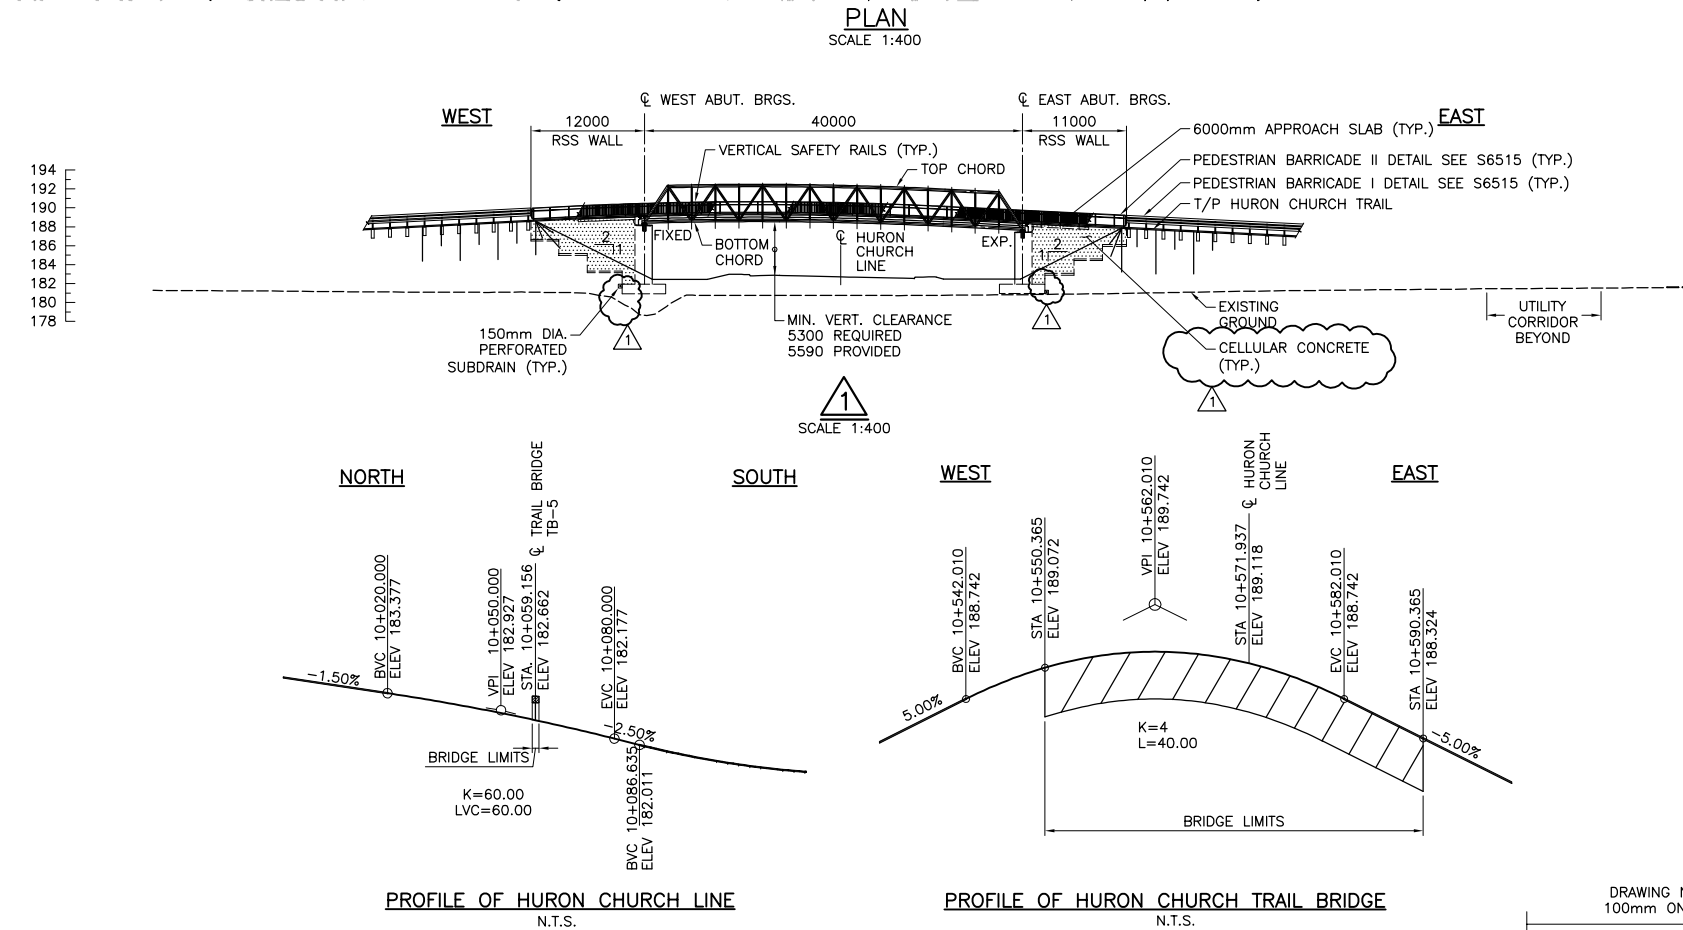 PLAN
SCALE 1:400
WEST
℄ WEST ABUT. BRGS.
℄ EAST ABUT. BRGS.
EAST
12000
RSS WALL
40000
11000
RSS WALL
6000mm APPROACH SLAB (TYP.)
VERTICAL SAFETY RAILS (TYP.)
TOP CHORD
PEDESTRIAN BARRICADE II DETAIL SEE S6515 (TYP.)
PEDESTRIAN BARRICADE I DETAIL SEE S6515 (TYP.)
T/P HURON CHURCH TRAIL
194
192
190
188
186
184
182
180
178
2
1
FIXED
BOTTOM
CHORD
℄ HURON
CHURCH
LINE
EXP.
2
1
150mm DIA.
PERFORATED
SUBDRAIN (TYP.)
1
MIN. VERT. CLEARANCE
5300 REQUIRED
5590 PROVIDED
1
EXISTING
GROUND
CELLULAR CONCRETE
(TYP.)
1
UTILITY
CORRIDOR
BEYOND
1
SCALE 1:400
NORTH
SOUTH
-1.50%
BVC 10+020.000
ELEV 183.377
VPI 10+050.000
ELEV 182.927
STA. 10+059.156 ℄ TRAIL BRIDGE
ELEV 182.662 TB-5
EVC 10+080.000
ELEV 182.177
-2.50%
BVC 10+086.635
ELEV 182.011
BRIDGE LIMITS
K=60.00
LVC=60.00
PROFILE OF HURON CHURCH LINE
N.T.S.
WEST
EAST
5.00%
BVC 10+542.010
ELEV 188.742
STA 10+550.365
ELEV 189.072
VPI 10+562.010
ELEV 189.742
STA 10+571.937 ℄ HURON
ELEV 189.118 CHURCH
LINE
EVC 10+582.010
ELEV 188.742
STA 10+590.365
ELEV 188.324
-5.00%
K=4
L=40.00
BRIDGE LIMITS
PROFILE OF HURON CHURCH TRAIL BRIDGE
N.T.S.
DRAWING
100mm